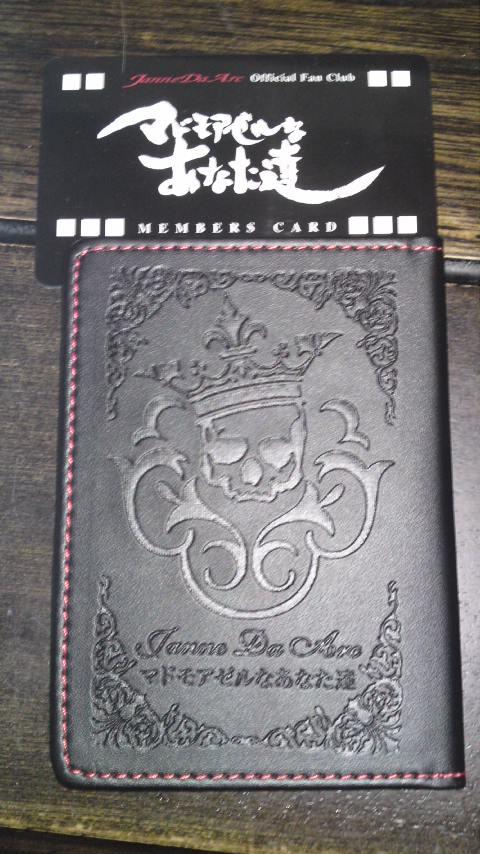 JanneDaArc Official Fan Club
マドモアゼルな
あなた達
MEMBERS CARD
Janne Da Arc
マドモアゼルなあなた達